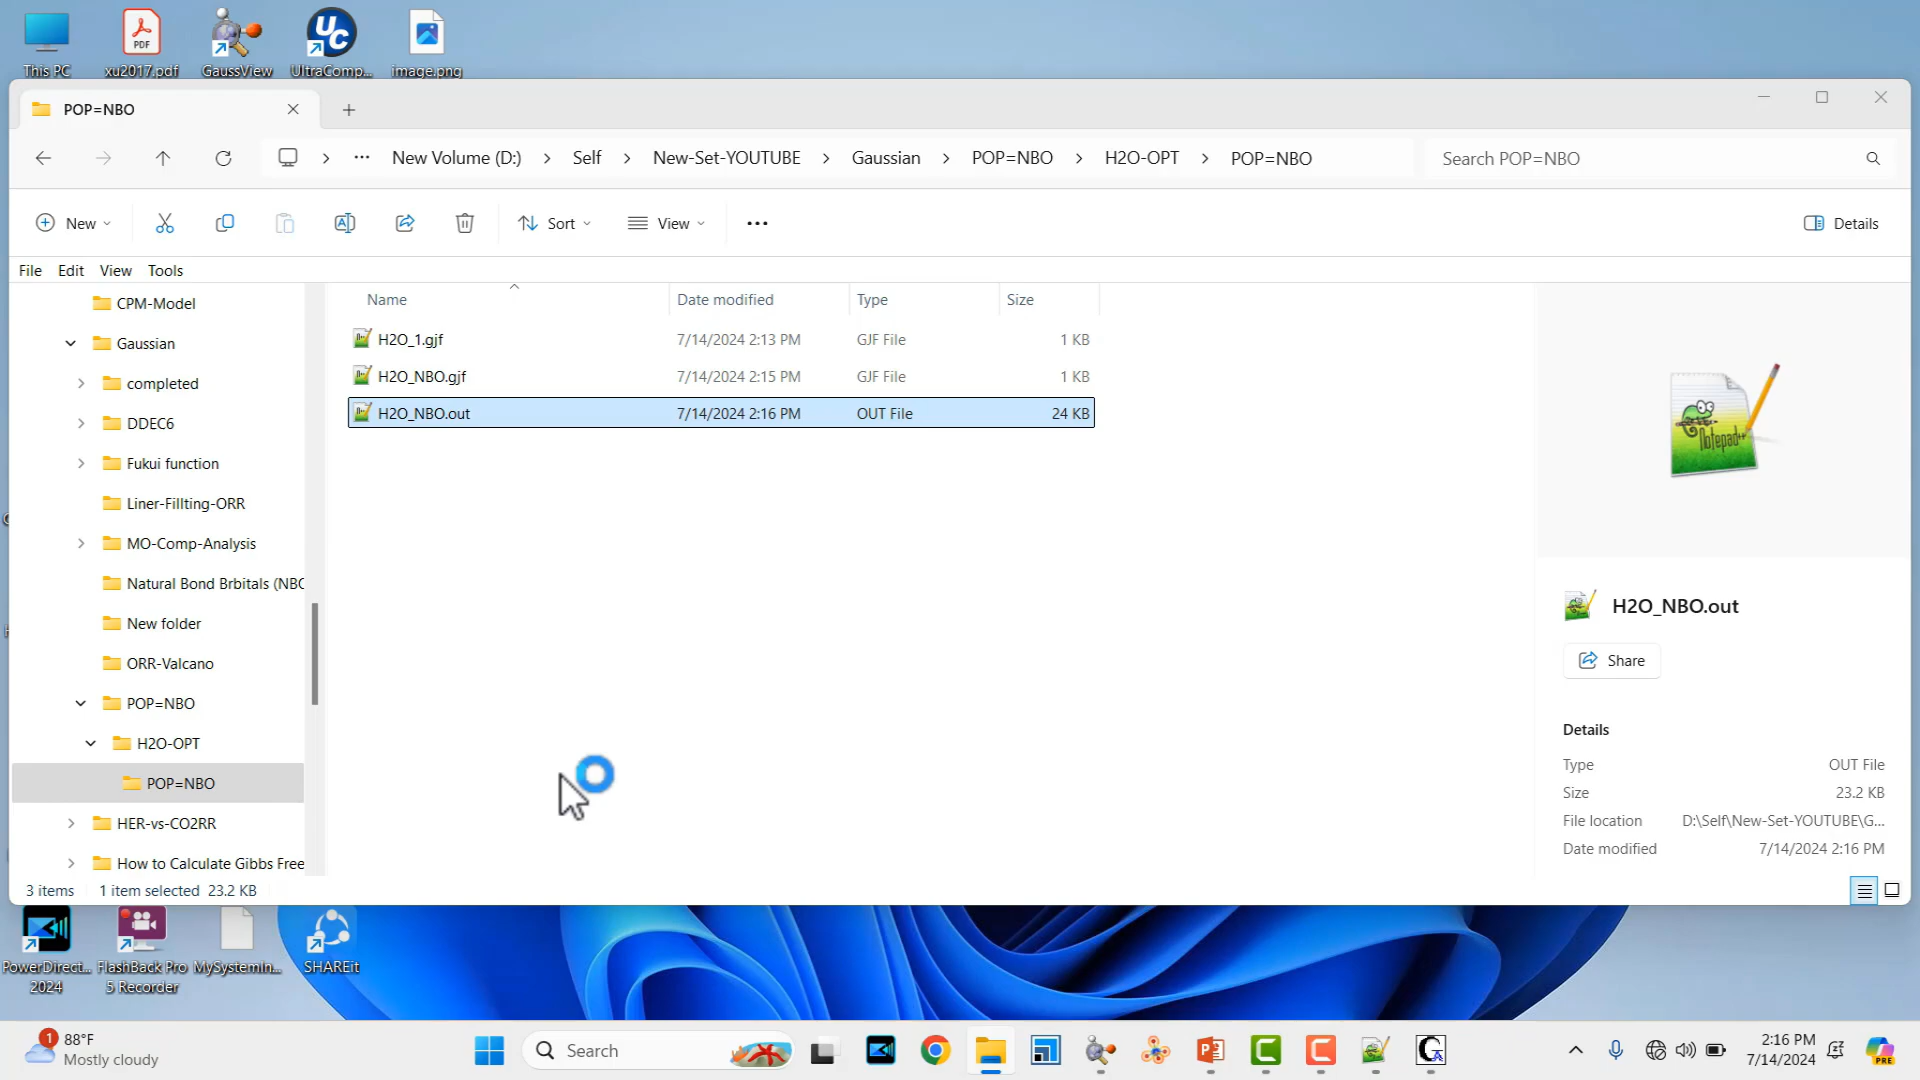 This PC
xu2017.pdf
GaussView
UltraComp...
image.png
POP=NBO
New Volume (D:)
Self
New-Set-YOUTUBE
Gaussian
POP=NBO
H2O-OPT
POP=NBO
Search POP=NBO
New
Sort
View
Details
File
Edit
View
Tools
CPM-Model
Gaussian
completed
DDEC6
Fukui function
Liner-Fillting-ORR
MO-Comp-Analysis
Natural Bond Brbitals (NBO
New folder
ORR-Valcano
POP=NBO
H2O-OPT
POP=NBO
HER-vs-CO2RR
How to Calculate Gibbs Free
Name
Date modified
Type
Size
H2O_1.gjf
7/14/2024 2:13 PM
GJF File
1 KB
H2O_NBO.gjf
7/14/2024 2:15 PM
GJF File
1 KB
H2O_NBO.out
7/14/2024 2:16 PM
OUT File
24 KB
Notepad++
H2O_NBO.out
Share
Details
Type
OUT File
Size
23.2 KB
File location
D:\Self\New-Set-YOUTUBE\G...
Date modified
7/14/2024 2:16 PM
3 items
1 item selected
23.2 KB
PowerDirect...
2024
FlashBack Pro
5 Recorder
MySystemin...
SHAREit
1
88°F
Mostly cloudy
Search
2:16 PM
7/14/2024
PRE